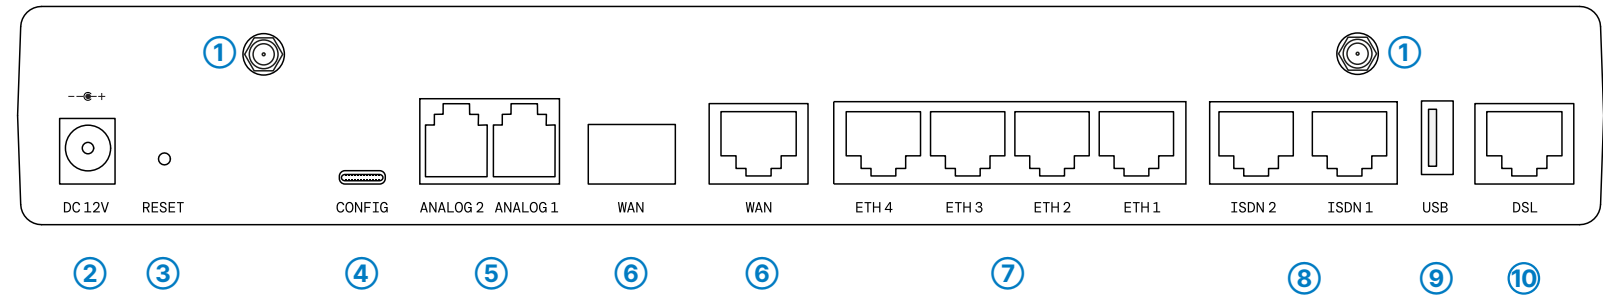 ① ①
- +
DC 12V RESET CONFIG ANALOG 2 ANALOG 1 WAN WAN ETH 4 ETH 3 ETH 2 ETH 1 ISDN 2 ISDN 1 USB DSL
② ③ ④ ⑤ ⑥ ⑥ ⑦ ⑧ ⑨ ⑩